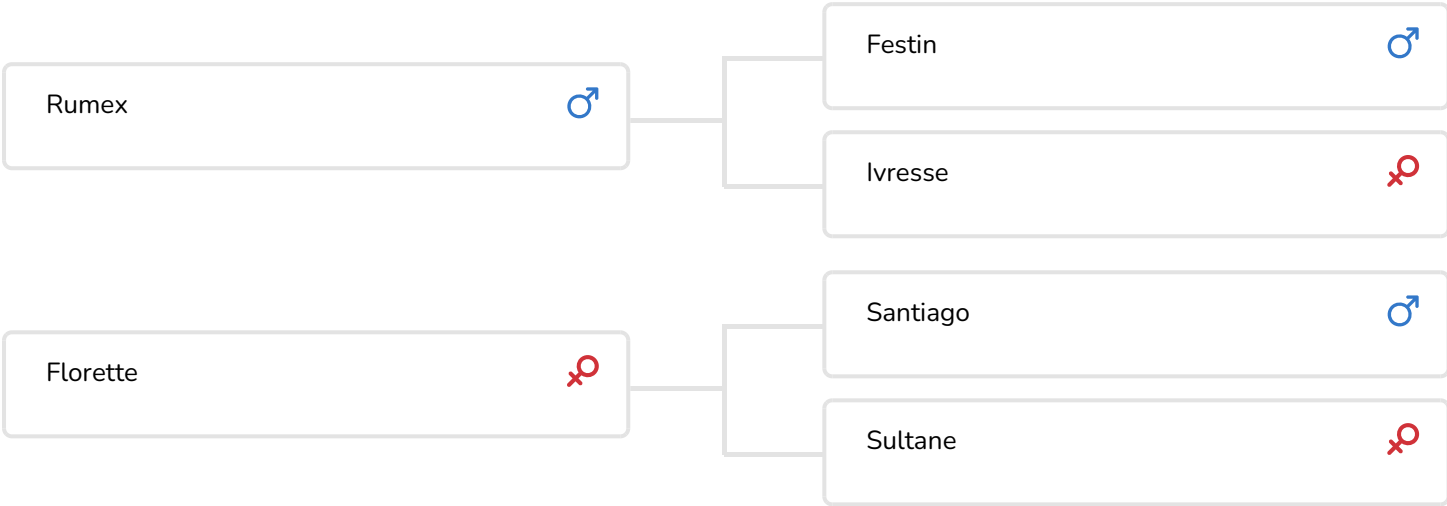 Festin
Rumex
Ivresse
Santiago
Florette
Sultane